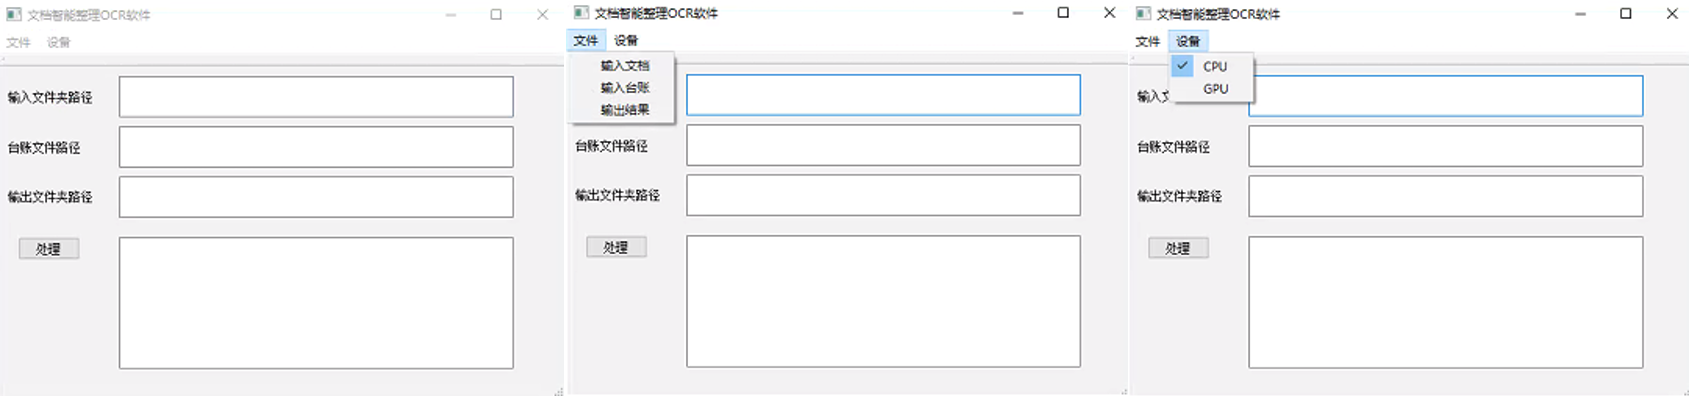 文档智能整理OCR软件
文件 设备
输入文件夹路径
台账文件路径
输出文件夹路径
处理
文档智能整理OCR软件
文件 设备
输入文档
输入台账
输出结果
台账文件路径
输出文件夹路径
处理
文档智能整理OCR软件
文件 设备
CPU
GPU
输入文
台账文件路径
输出文件夹路径
处理